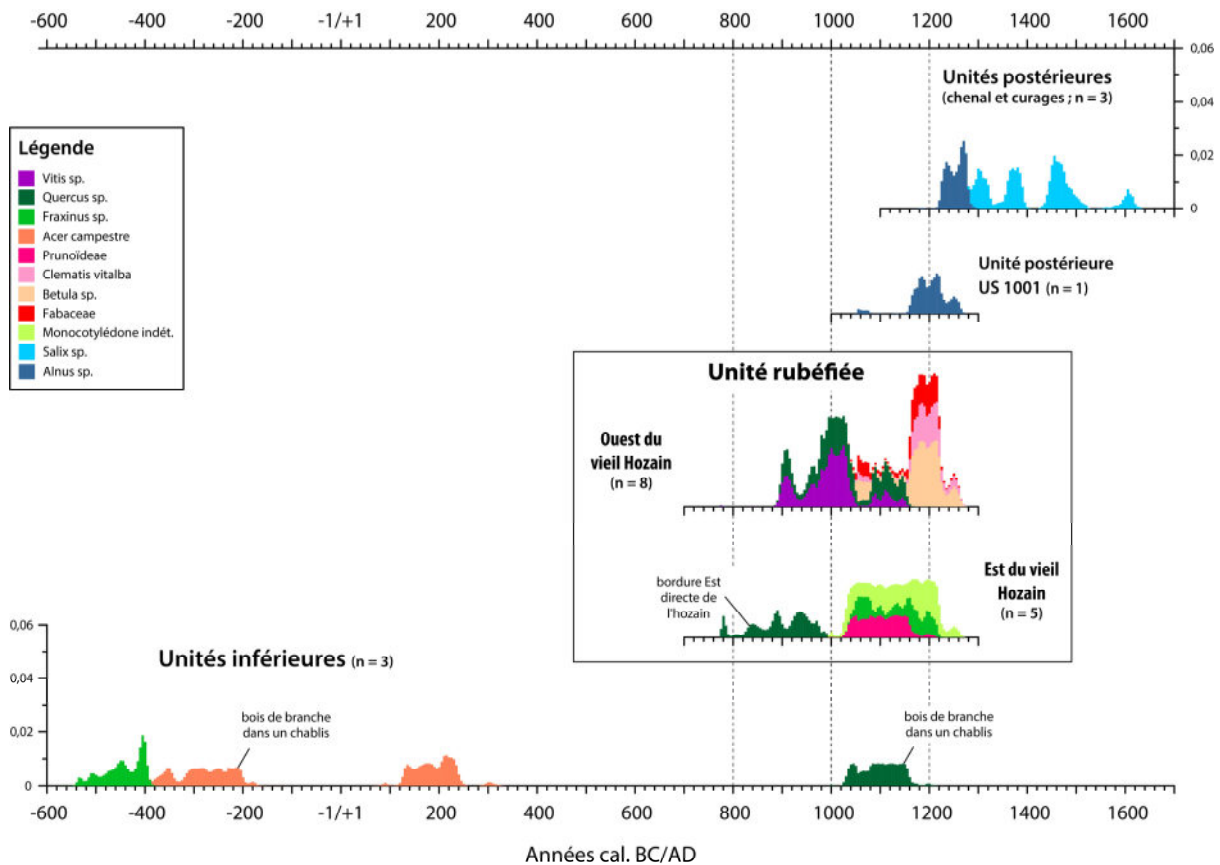 -600 -400 -200 -1/+1 200 800 1000 1200 1400 1600
0,06
0,04
0,02
0
Unités postérieures
(chenal et curages ; n = 3)
Légende
Vitis sp.
Quercus sp.
Fraxinus sp.
Acer campestre
Prunoïdeae
Clematis vitalba
Betula sp.
Fabaceae
Monocotylédone indét.
Salix sp.
Alnus sp.
Unité postérieure
US 1001 (n = 1)
Unité rubéfiée
Ouest du
vieil Hozain
(n = 8)
bordure Est
directe de
l'hozain
Est du vieil
Hozain
(n = 5)
0,06
0,04
0,02
0
Unités inférieures (n = 3)
bois de branche
dans un chablis
bois de branche
dans un chablis
-600 -400 -200 -1/+1 200 400 600 800 1000 1200 1400 1600
Années cal. BC/AD